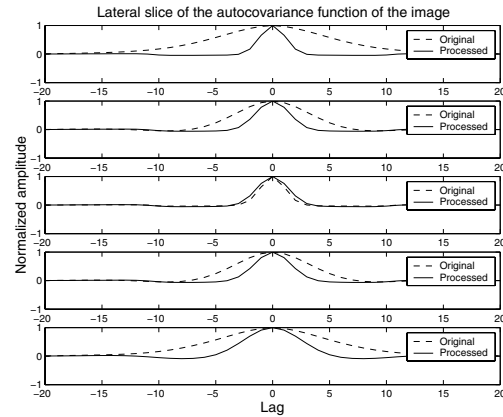 Lateral slice of the autocovariance function of the image
1
0
−1
−20 −15 −10 −5 0 5 10 15 20
Original
Processed
1
0
−1
−20 −15 −10 −5 0 5 10 15 20
Original
Processed
1
0
−1
−20 −15 −10 −5 0 5 10 15 20
Original
Processed
1
0
−1
−20 −15 −10 −5 0 5 10 15 20
Original
Processed
1
0
−1
−20 −15 −10 −5 0 5 10 15 20
Original
Processed
Normalized amplitude
Lag